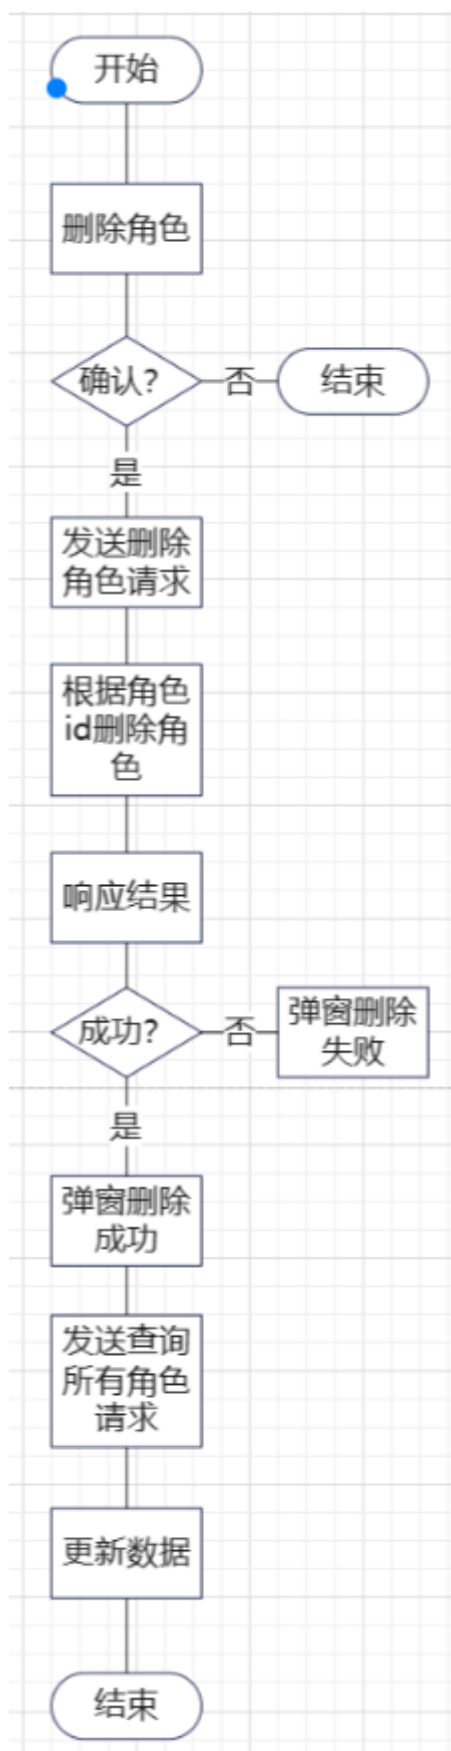 开始
删除角色
确认?
否
结束
是
发送删除
角色请求
根据角色
id删除角
色
响应结果
成功?
否
弹窗删除
失败
是
弹窗删除
成功
发送查询
所有角色
请求
更新数据
结束